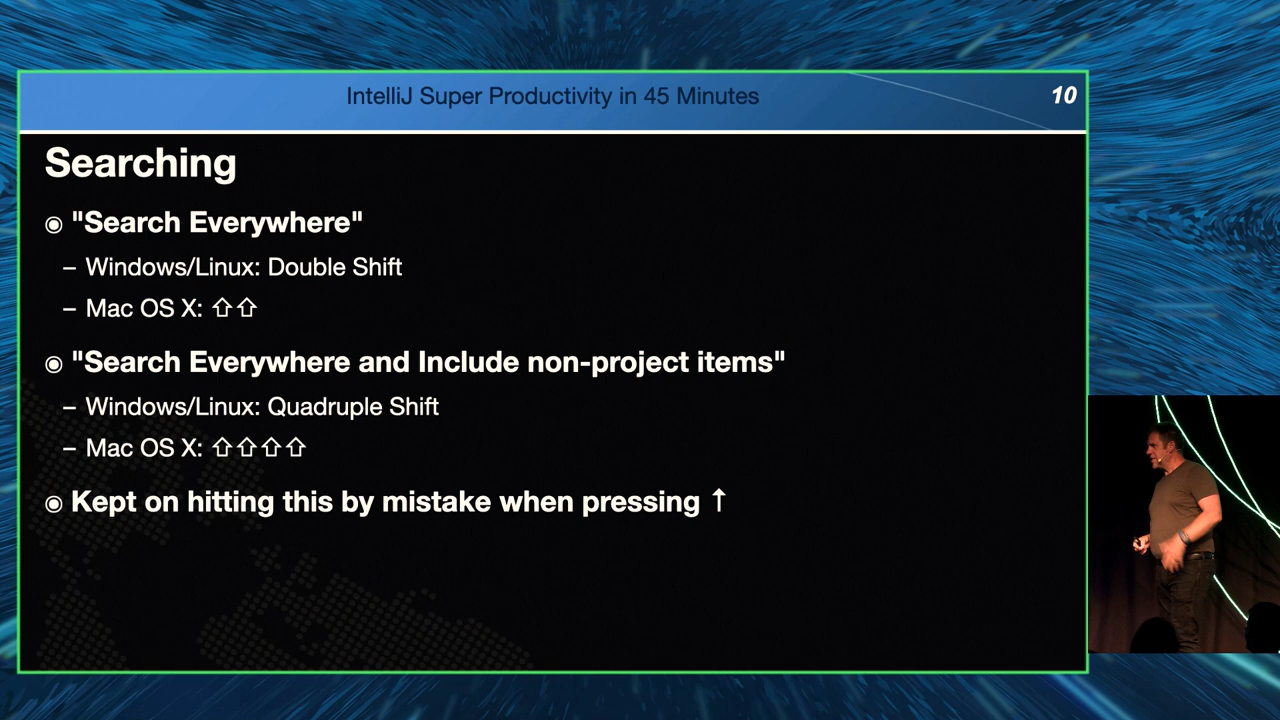 IntelliJ Super Productivity in 45 Minutes
10
Searching
◉ "Search Everywhere"
– Windows/Linux: Double Shift
– Mac OS X: ⇧⇧
◉ "Search Everywhere and Include non-project items"
– Windows/Linux: Quadruple Shift
– Mac OS X: ⇧⇧⇧⇧
◉ Kept on hitting this by mistake when pressing ↑